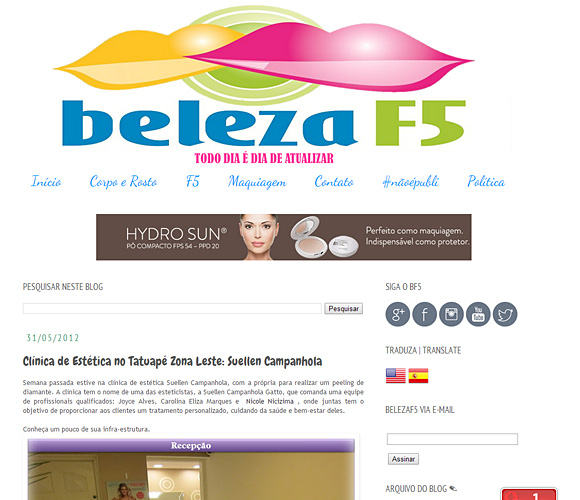 beleza F5
TODO DIA É DIA DE ATUALIZAR
Início Corpo e Rosto F5 Maquiagem Contato #nãoépubli Política
HYDRO SUN®
PÓ COMPACTO FPS 54 – PPD 20
Perfeito como maquiagem.
Indispensável como protetor.
PESQUISAR NESTE BLOG
Pesquisar
31/05/2012
Clínica de Estética no Tatuapé Zona Leste: Suellen Campanhola
Semana passada estive na clínica de estética Suellen Campanhola, com a própria para realizar um peeling de
diamante. A clínica tem o nome de uma das esteticistas, a Suellen Campanhola Gatto, que comanda uma equipe
de profissionais qualificados: Joyce Alves, Carolina Eliza Marques e Nicole Nicizima , onde juntas tem o
objetivo de proporcionar aos clientes um tratamento personalizado, cuidando da saúde e bem-estar deles.
Conheça um pouco de sua infra-estrutura.
Recepção
SIGA O BF5
g+ f You Tube
TRADUZA | TRANSLATE
BELEZAF5 VIA E-MAIL
Assinar
ARQUIVO DO BLOG
1